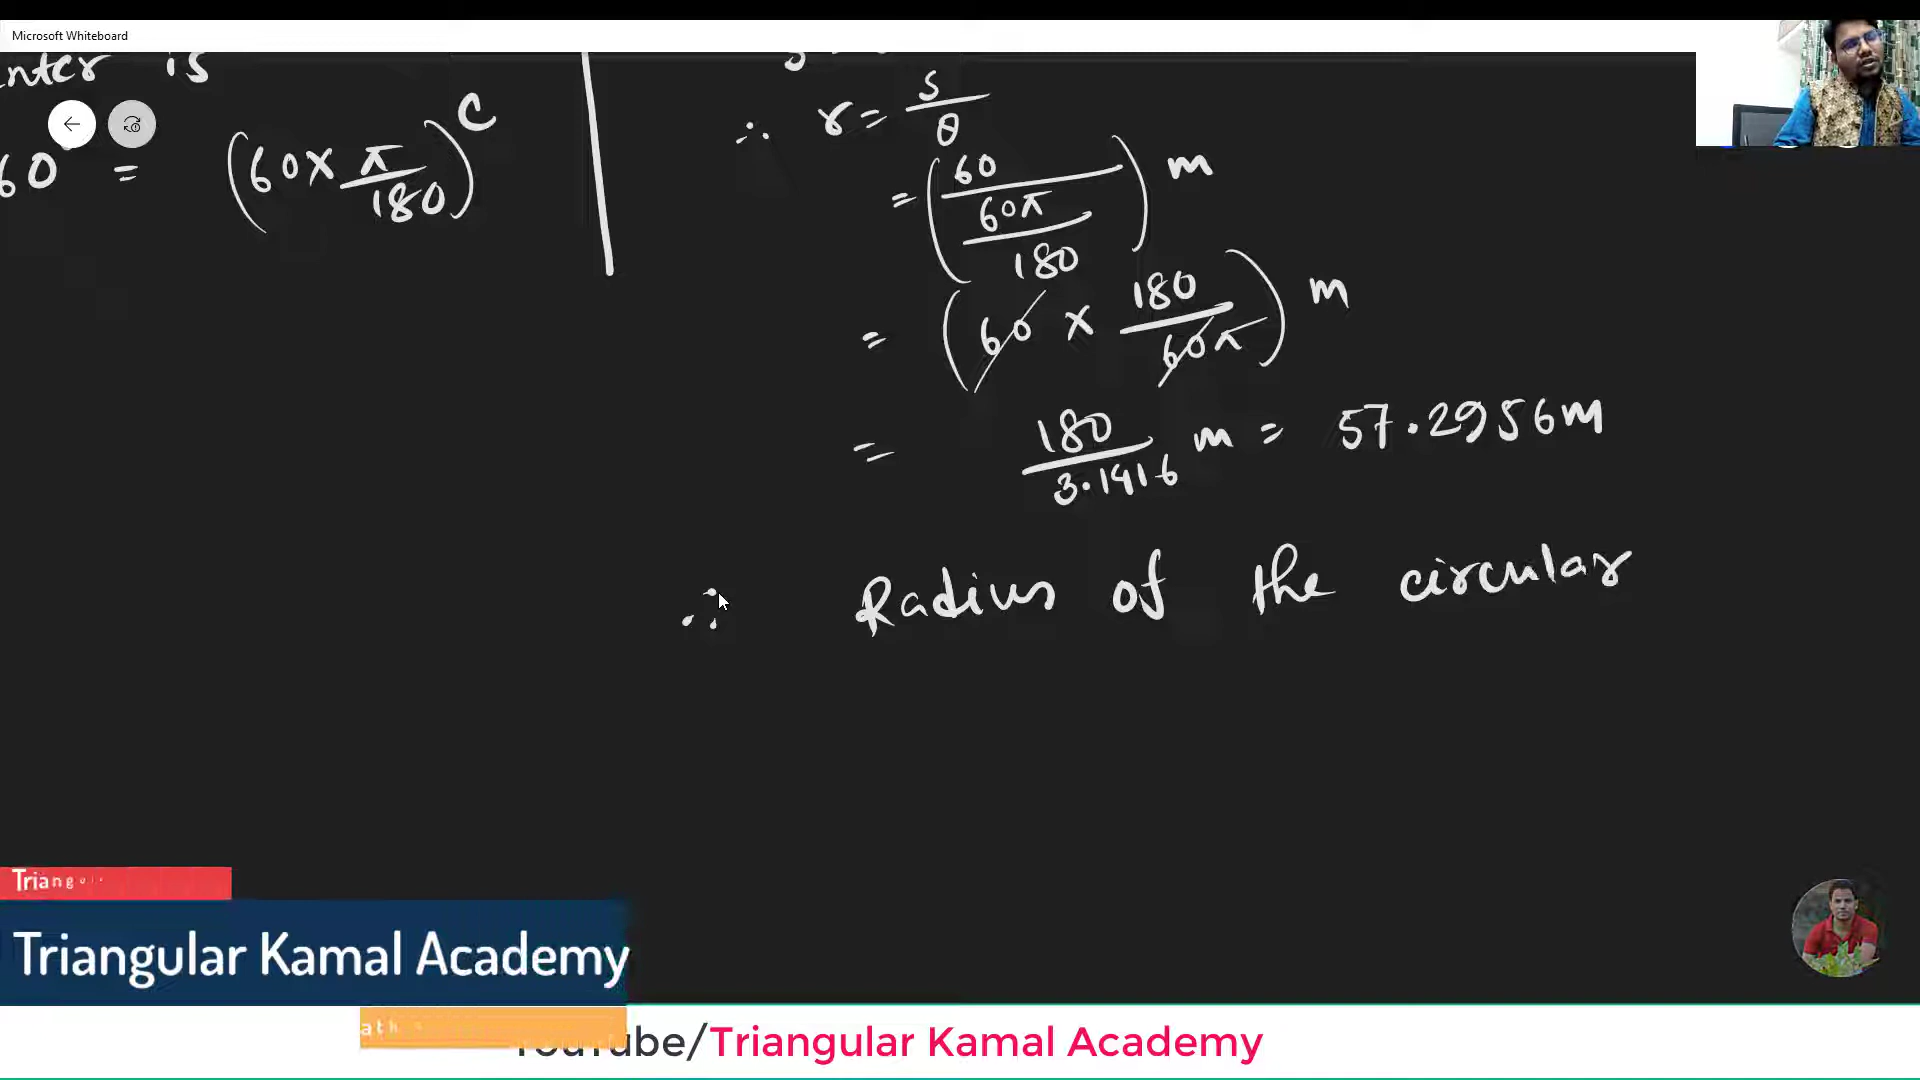 Microsoft Whiteboard
nter is
60° = (60 × π/180)^c
∴ r = s/θ
= (60/(60π/180)) m
= (60 × 180/60π) m
= 180/3.1416 m = 57.2956m
∴ Radius of the circular
Triangul
Triangular Kamal Academy
YouTube/Triangular Kamal Academy